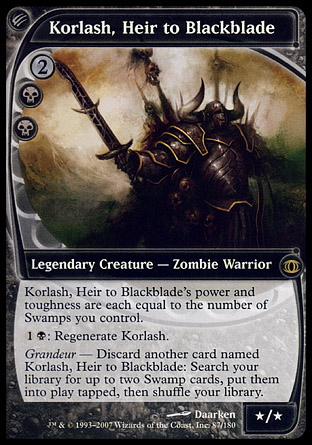 Korlash, Heir to Blackblade
2
Legendary Creature — Zombie Warrior
Korlash, Heir to Blackblade's power and
toughness are each equal to the number of
Swamps you control.
1 : Regenerate Korlash.
Grandeur — Discard another card named
Korlash, Heir to Blackblade: Search your
library for up to two Swamp cards, put them
into play tapped, then shuffle your library.
Daarken
™ & © 1993–2007 Wizards of the Coast, Inc. 87/180
★/★